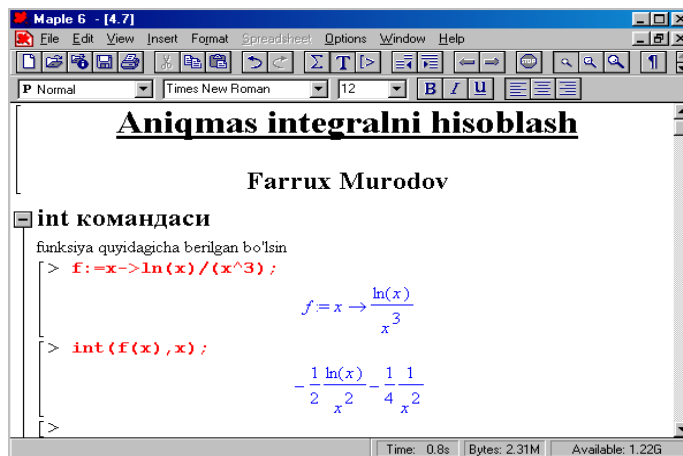 Maple 6 - [4.7]
File Edit View Insert Format Spreadsheet Options Window Help
P Normal Times New Roman 12 B I U
Aniqmas integralni hisoblash
Farrux Murodov
int командаси
funksiya quyidagicha berilgan bo'lsin
> f:=x->ln(x)/(x^3);
f := x → ln(x) / x^3
> int(f(x),x);
- 1/2 ln(x)/x^2 - 1/4 1/x^2
>
Time: 0.8s Bytes: 2.31M Available: 1.22G